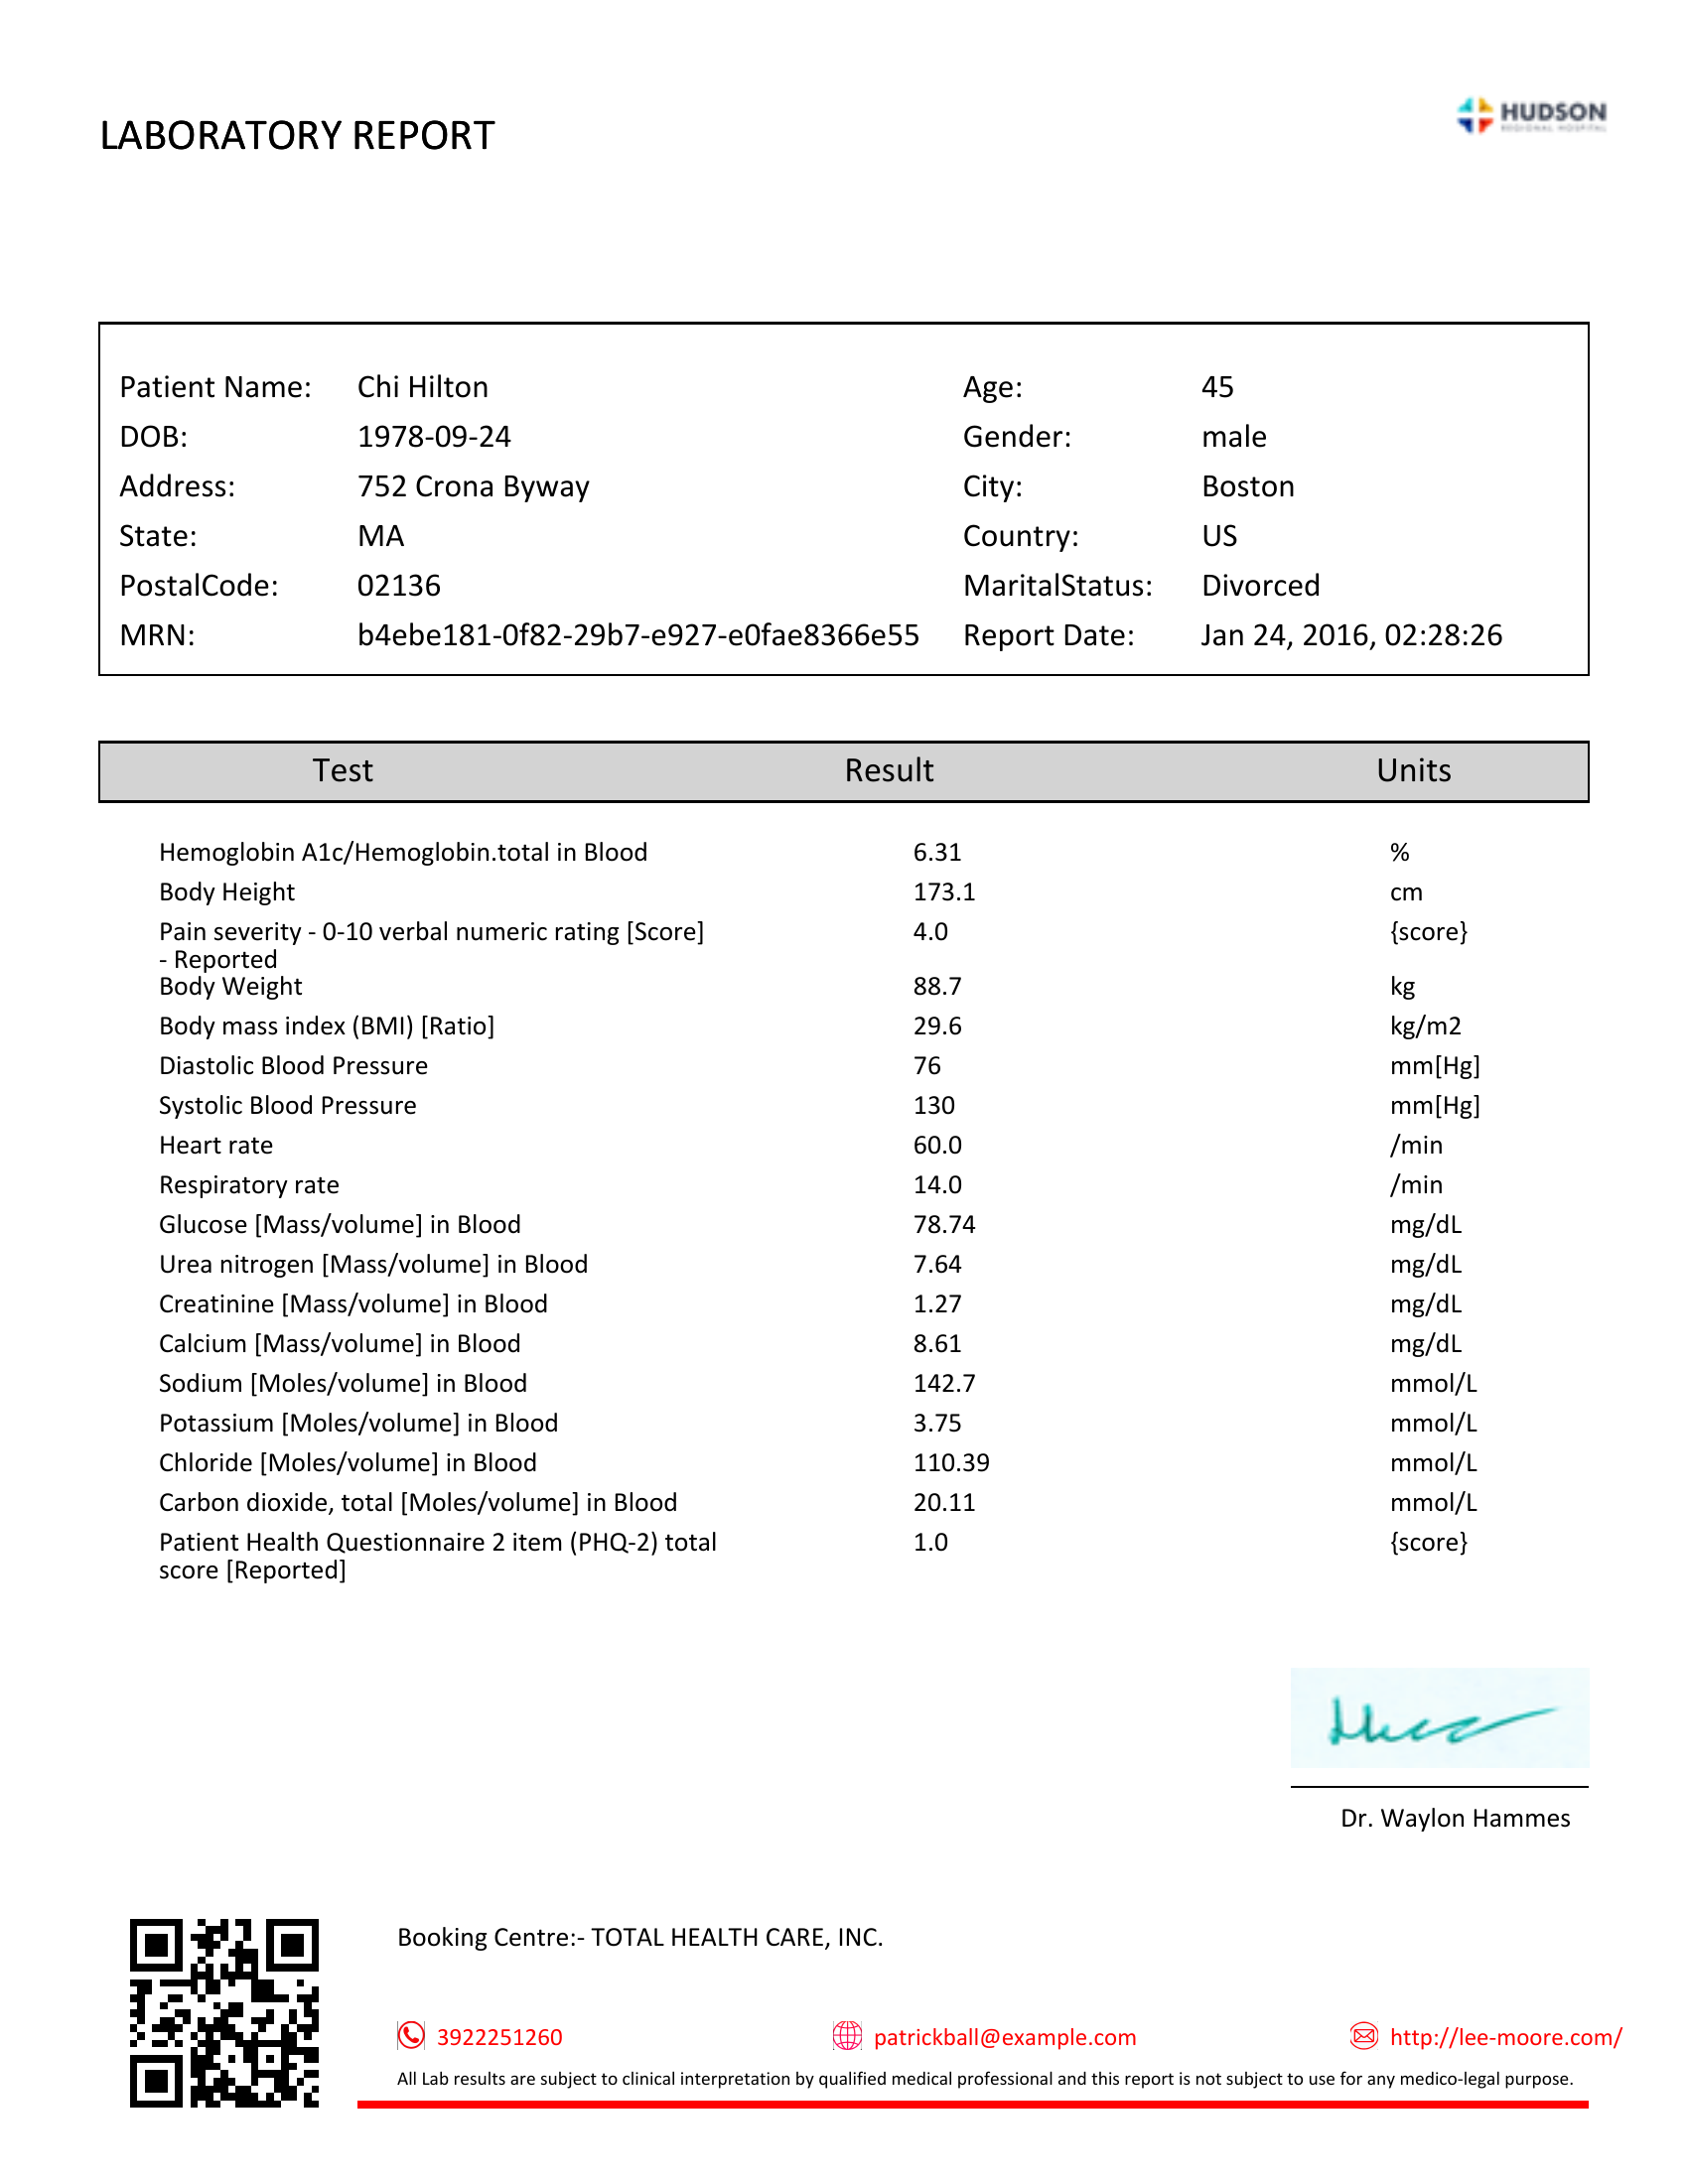 HUDSON
REGIONAL HOSPITAL
LABORATORY REPORT
Patient Name: Chi Hilton Age: 45
DOB: 1978-09-24 Gender: male
Address: 752 Crona Byway City: Boston
State: MA Country: US
PostalCode: 02136 MaritalStatus: Divorced
MRN: b4ebe181-0f82-29b7-e927-e0fae8366e55 Report Date: Jan 24, 2016, 02:28:26
Test Result Units
Hemoglobin A1c/Hemoglobin.total in Blood 6.31 %
Body Height 173.1 cm
Pain severity - 0-10 verbal numeric rating [Score] 4.0 {score}
- Reported
Body Weight 88.7 kg
Body mass index (BMI) [Ratio] 29.6 kg/m2
Diastolic Blood Pressure 76 mm[Hg]
Systolic Blood Pressure 130 mm[Hg]
Heart rate 60.0 /min
Respiratory rate 14.0 /min
Glucose [Mass/volume] in Blood 78.74 mg/dL
Urea nitrogen [Mass/volume] in Blood 7.64 mg/dL
Creatinine [Mass/volume] in Blood 1.27 mg/dL
Calcium [Mass/volume] in Blood 8.61 mg/dL
Sodium [Moles/volume] in Blood 142.7 mmol/L
Potassium [Moles/volume] in Blood 3.75 mmol/L
Chloride [Moles/volume] in Blood 110.39 mmol/L
Carbon dioxide, total [Moles/volume] in Blood 20.11 mmol/L
Patient Health Questionnaire 2 item (PHQ-2) total 1.0 {score}
score [Reported]
Dr. Waylon Hammes
Booking Centre:- TOTAL HEALTH CARE, INC.
3922251260 patrickball@example.com http://lee-moore.com/
All Lab results are subject to clinical interpretation by qualified medical professional and this report is not subject to use for any medico-legal purpose.